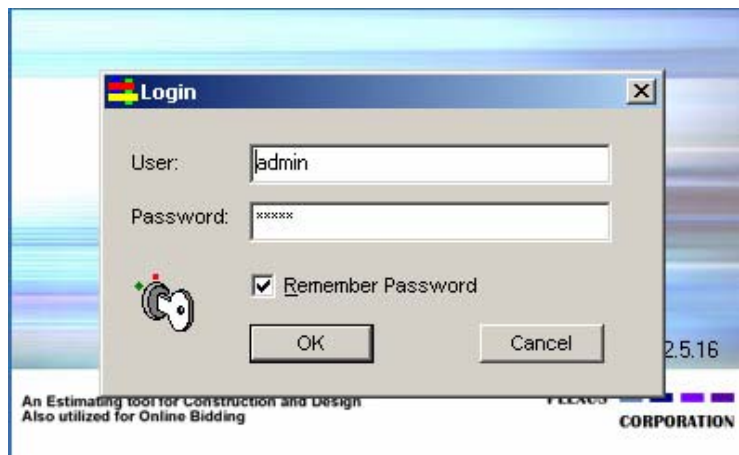 Login
User: admin
Password: *****
Remember Password
OK Cancel
2.5.16
An Estimating tool for Construction and Design
Also utilized for Online Bidding
PLEXUS
CORPORATION